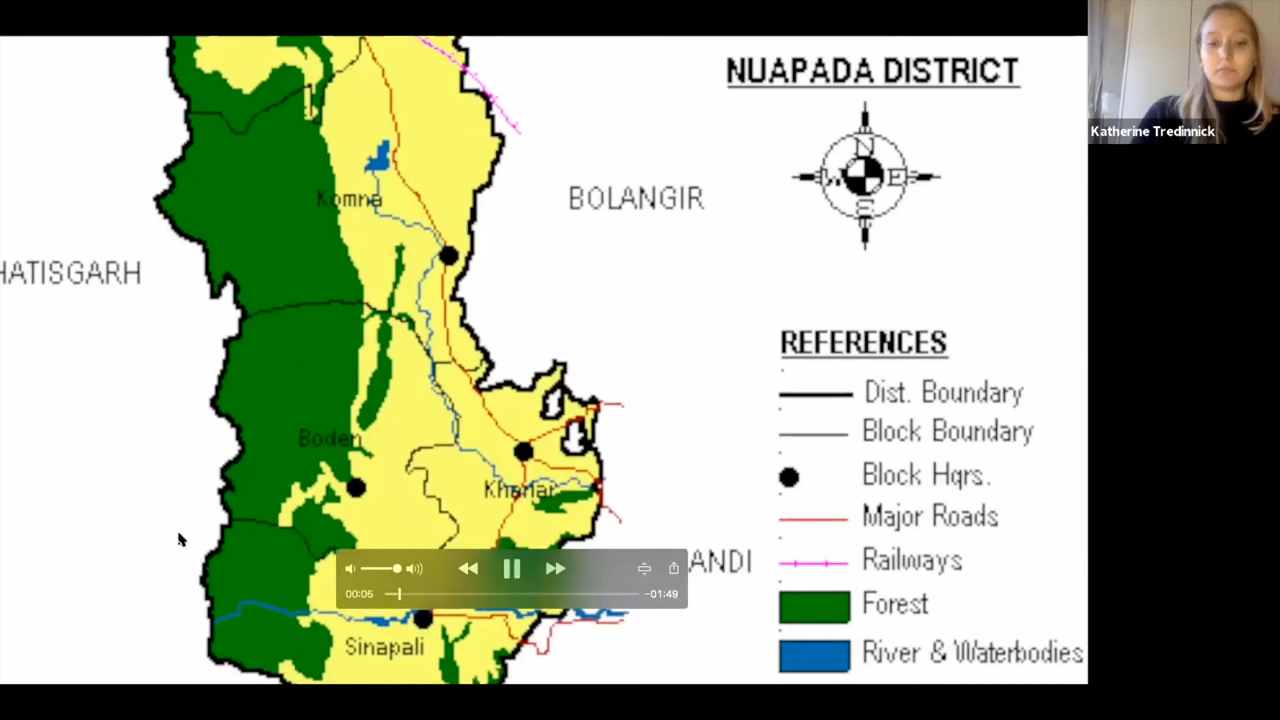 NUAPADA DISTRICT
N
W E
S
Katherine Tredinnick
Komna
BOLANGIR
HATISGARH
REFERENCES
Dist. Boundary
Block Boundary
Boden
Block Hqrs.
Khariar
Major Roads
ANDI
Railways
00:06
-01:49
Forest
Sinapali
River & Waterbodies